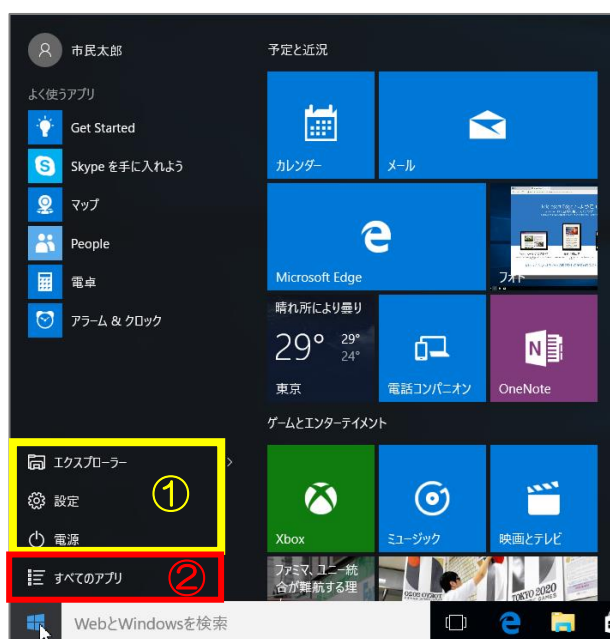 市民太郎
よく使うアプリ
Get Started
Skype を手に入れよう
マップ
People
電卓
アラーム & クロック
エクスプローラー
設定
電源
①
すべてのアプリ
②
WebとWindowsを検索
予定と近況
カレンダー
メール
Microsoft Edge
フォト
晴れ所により曇り
29° 29°
24°
東京
電話コンパニオン
OneNote
ゲームとエンターテイメント
Xbox
ミュージック
映画とテレビ
ファミマ、ユニー統
合が難航する理
TOKYO 2020